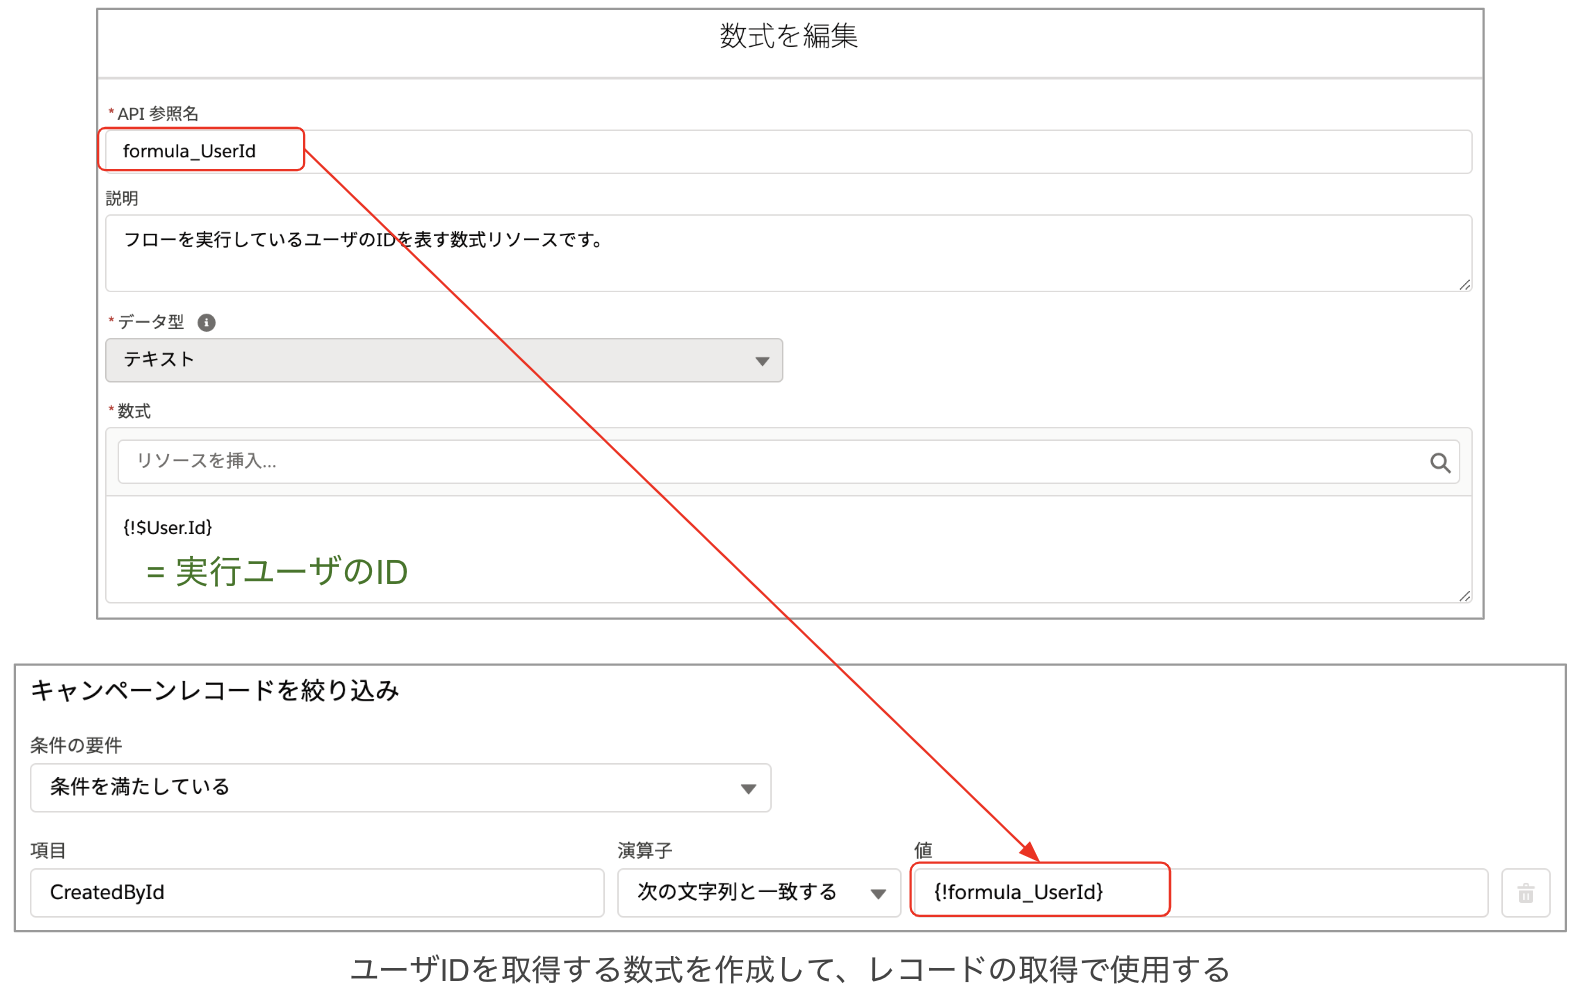 数式を編集
* API 参照名
formula_UserId
説明
フローを実行しているユーザのIDを表す数式リソースです。
* データ型
テキスト
* 数式
リソースを挿入...
{!$User.Id}
= 実行ユーザのID
キャンペーンレコードを絞り込み
条件の要件
条件を満たしている
項目 演算子 値
CreatedById 次の文字列と一致する {!formula_UserId}
ユーザIDを取得する数式を作成して、レコードの取得で使用する